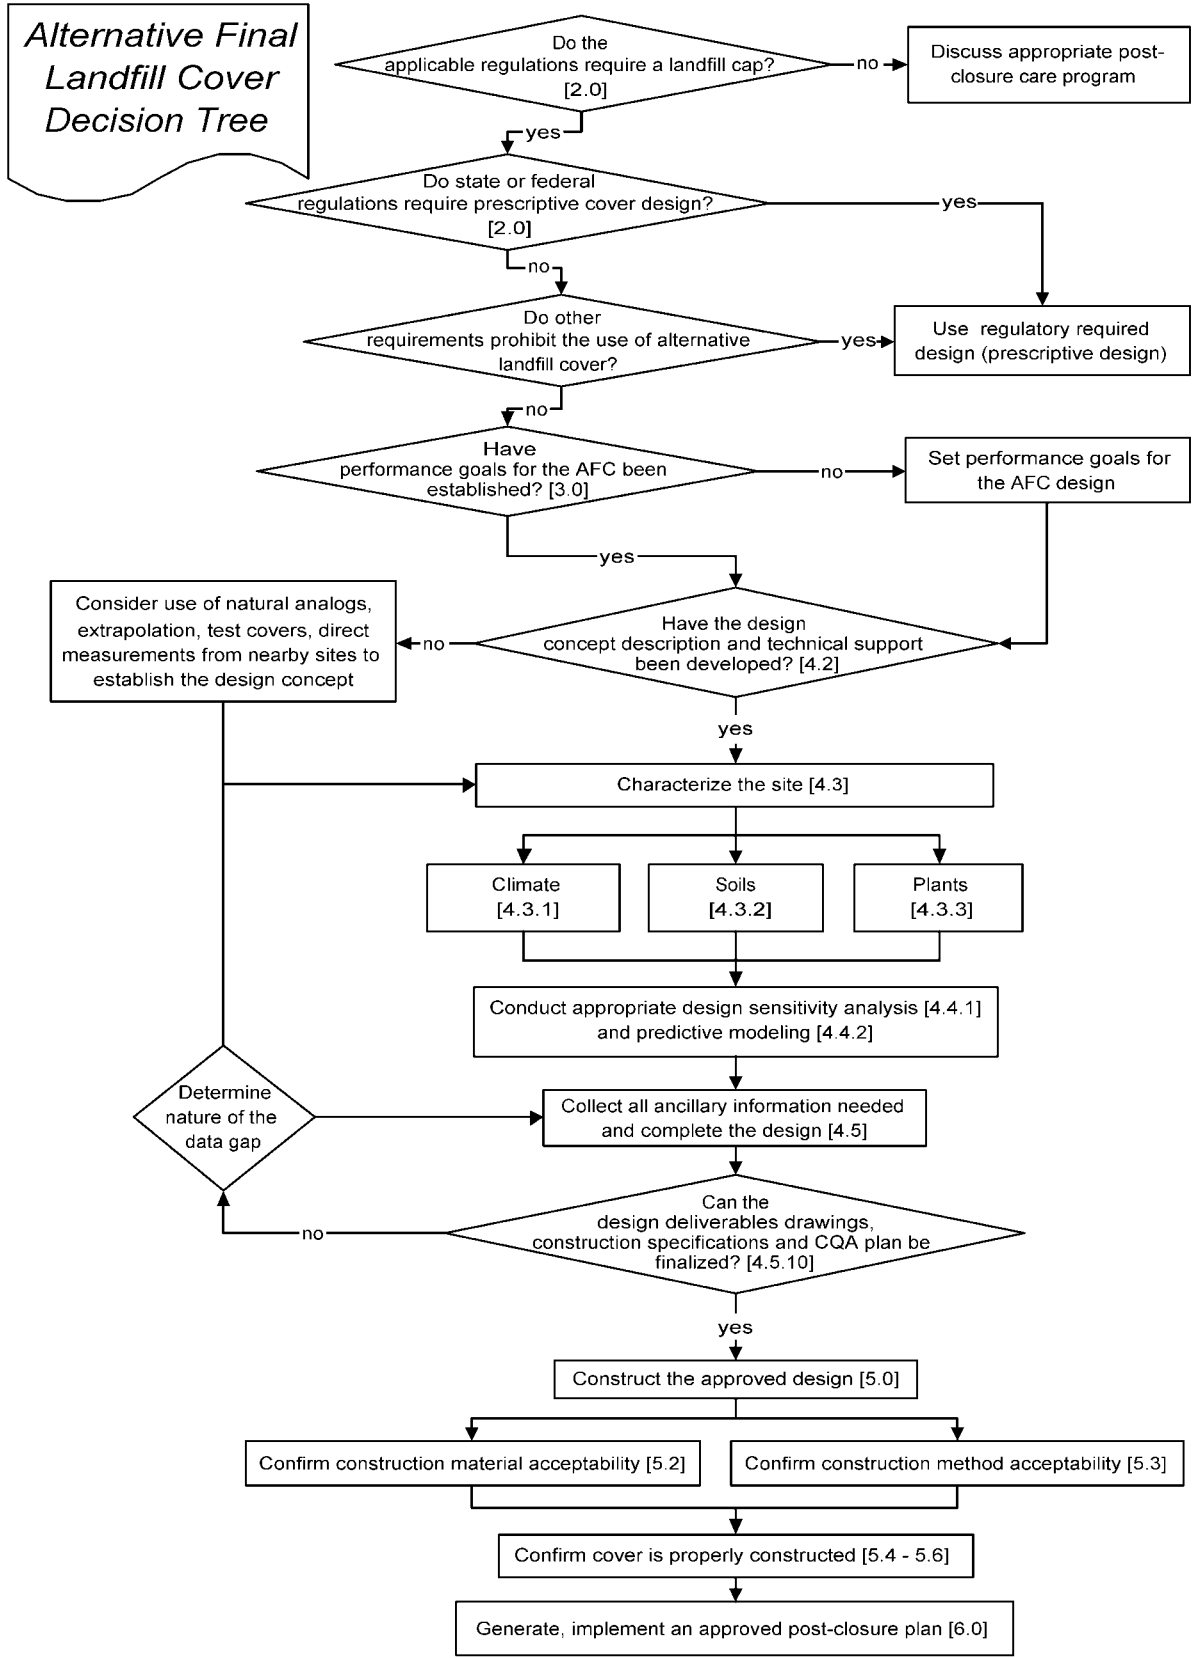 Alternative Final
Landfill Cover
Decision Tree
Do the
applicable regulations require a landfill cap?
[2.0]
no
Discuss appropriate post-
closure care program
yes
Do state or federal
regulations require prescriptive cover design?
[2.0]
yes
no
Do other
requirements prohibit the use of alternative
landfill cover?
yes
Use regulatory required
design (prescriptive design)
no
Have
performance goals for the AFC been
established? [3.0]
no
Set performance goals for
the AFC design
yes
Have the design
concept description and technical support
been developed? [4.2]
no
Consider use of natural analogs,
extrapolation, test covers, direct
measurements from nearby sites to
establish the design concept
yes
Characterize the site [4.3]
Climate
[4.3.1]
Soils
[4.3.2]
Plants
[4.3.3]
Conduct appropriate design sensitivity analysis [4.4.1]
and predictive modeling [4.4.2]
Determine
nature of the
data gap
Collect all ancillary information needed
and complete the design [4.5]
Can the
design deliverables drawings,
construction specifications and CQA plan be
finalized? [4.5.10]
no
yes
Construct the approved design [5.0]
Confirm construction material acceptability [5.2]
Confirm construction method acceptability [5.3]
Confirm cover is properly constructed [5.4 - 5.6]
Generate, implement an approved post-closure plan [6.0]